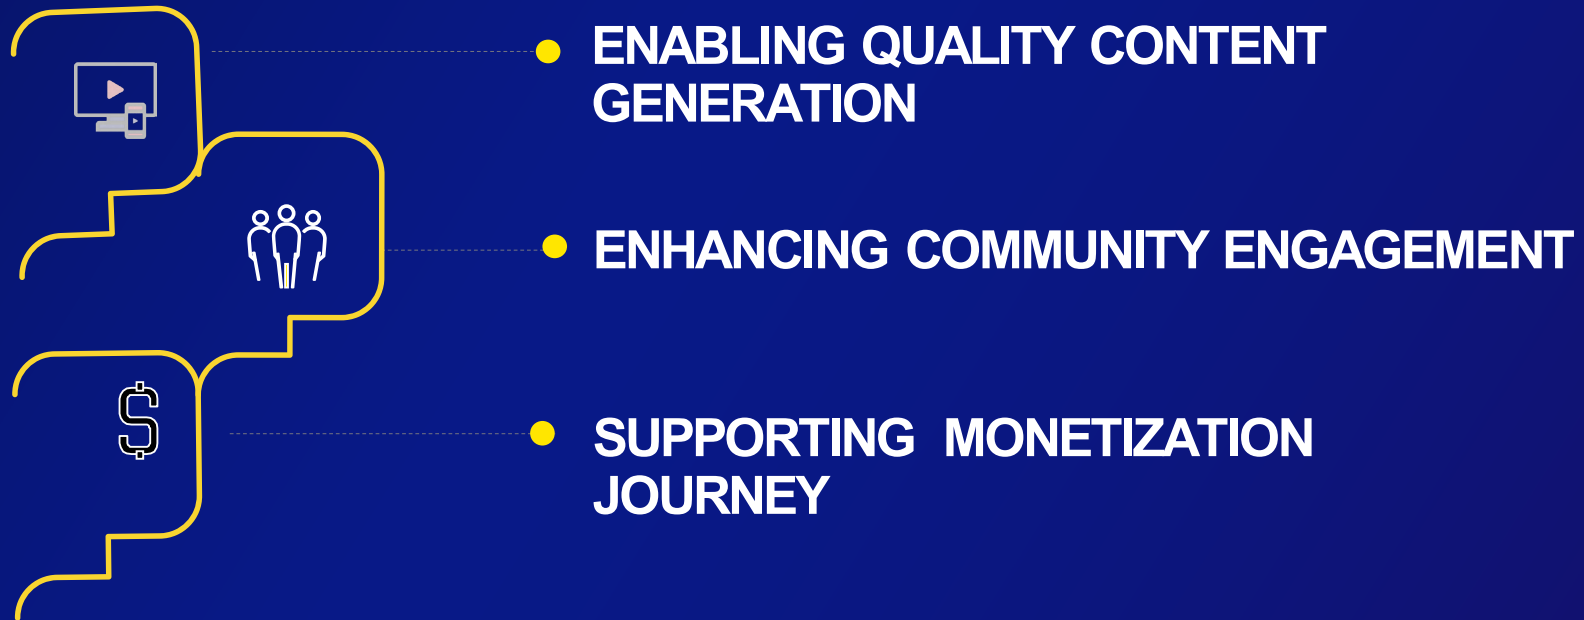 ENABLING QUALITY CONTENT
GENERATION
ENHANCING COMMUNITY ENGAGEMENT
SUPPORTING MONETIZATION
JOURNEY